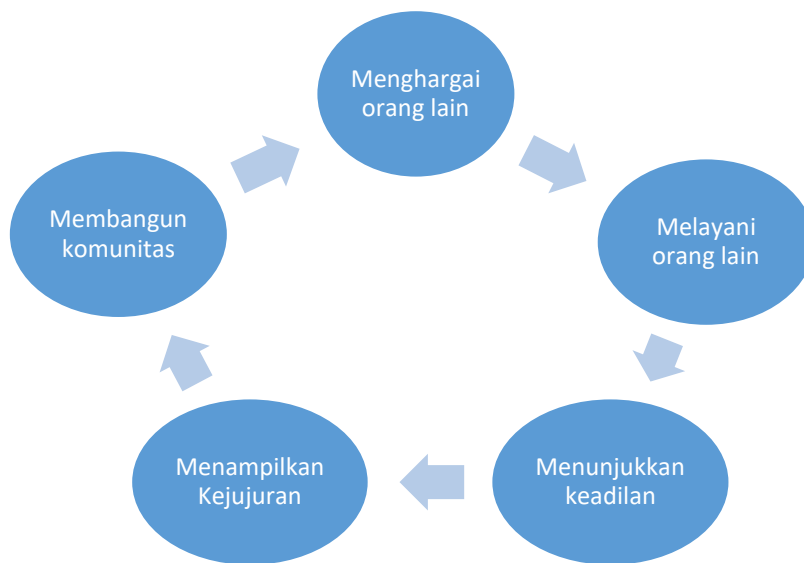 Menghargai
orang lain
Melayani
orang lain
Menunjukkan
keadilan
Menampilkan
Kejujuran
Membangun
komunitas